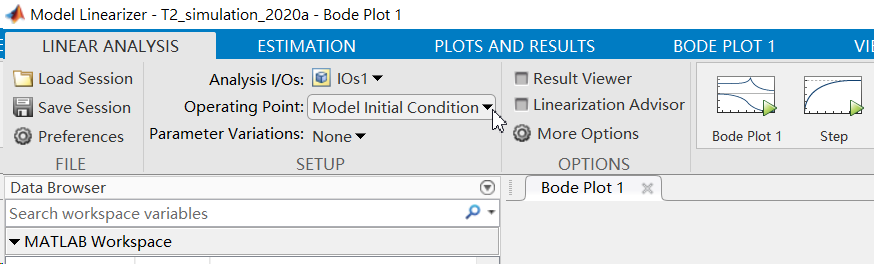 Model Linearizer - T2_simulation_2020a - Bode Plot 1
LINEAR ANALYSIS ESTIMATION PLOTS AND RESULTS BODE PLOT 1 VI
Load Session Analysis I/Os: IOs1 Result Viewer
Save Session Operating Point: Model Initial Condition Linearization Advisor
Preferences Parameter Variations: None More Options Bode Plot 1 Step
FILE SETUP OPTIONS
Data Browser Bode Plot 1
Search workspace variables
MATLAB Workspace